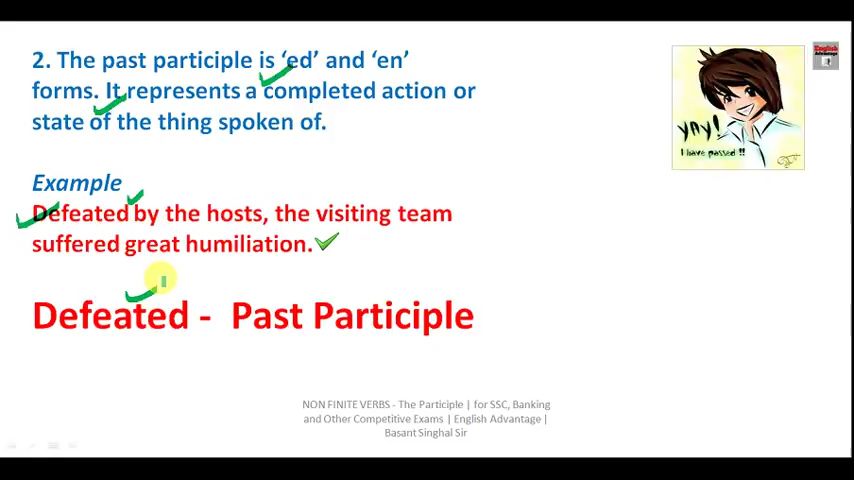 2. The past participle is ‘ed’ and ‘en’
forms. It represents a completed action or
state of the thing spoken of.
Example
Defeated by the hosts, the visiting team
suffered great humiliation.
Defeated - Past Participle
yay!
I have passed!!
English
Advantage
NON FINITE VERBS - The Participle | for SSC, Banking
and Other Competitive Exams | English Advantage |
Basant Singhal Sir